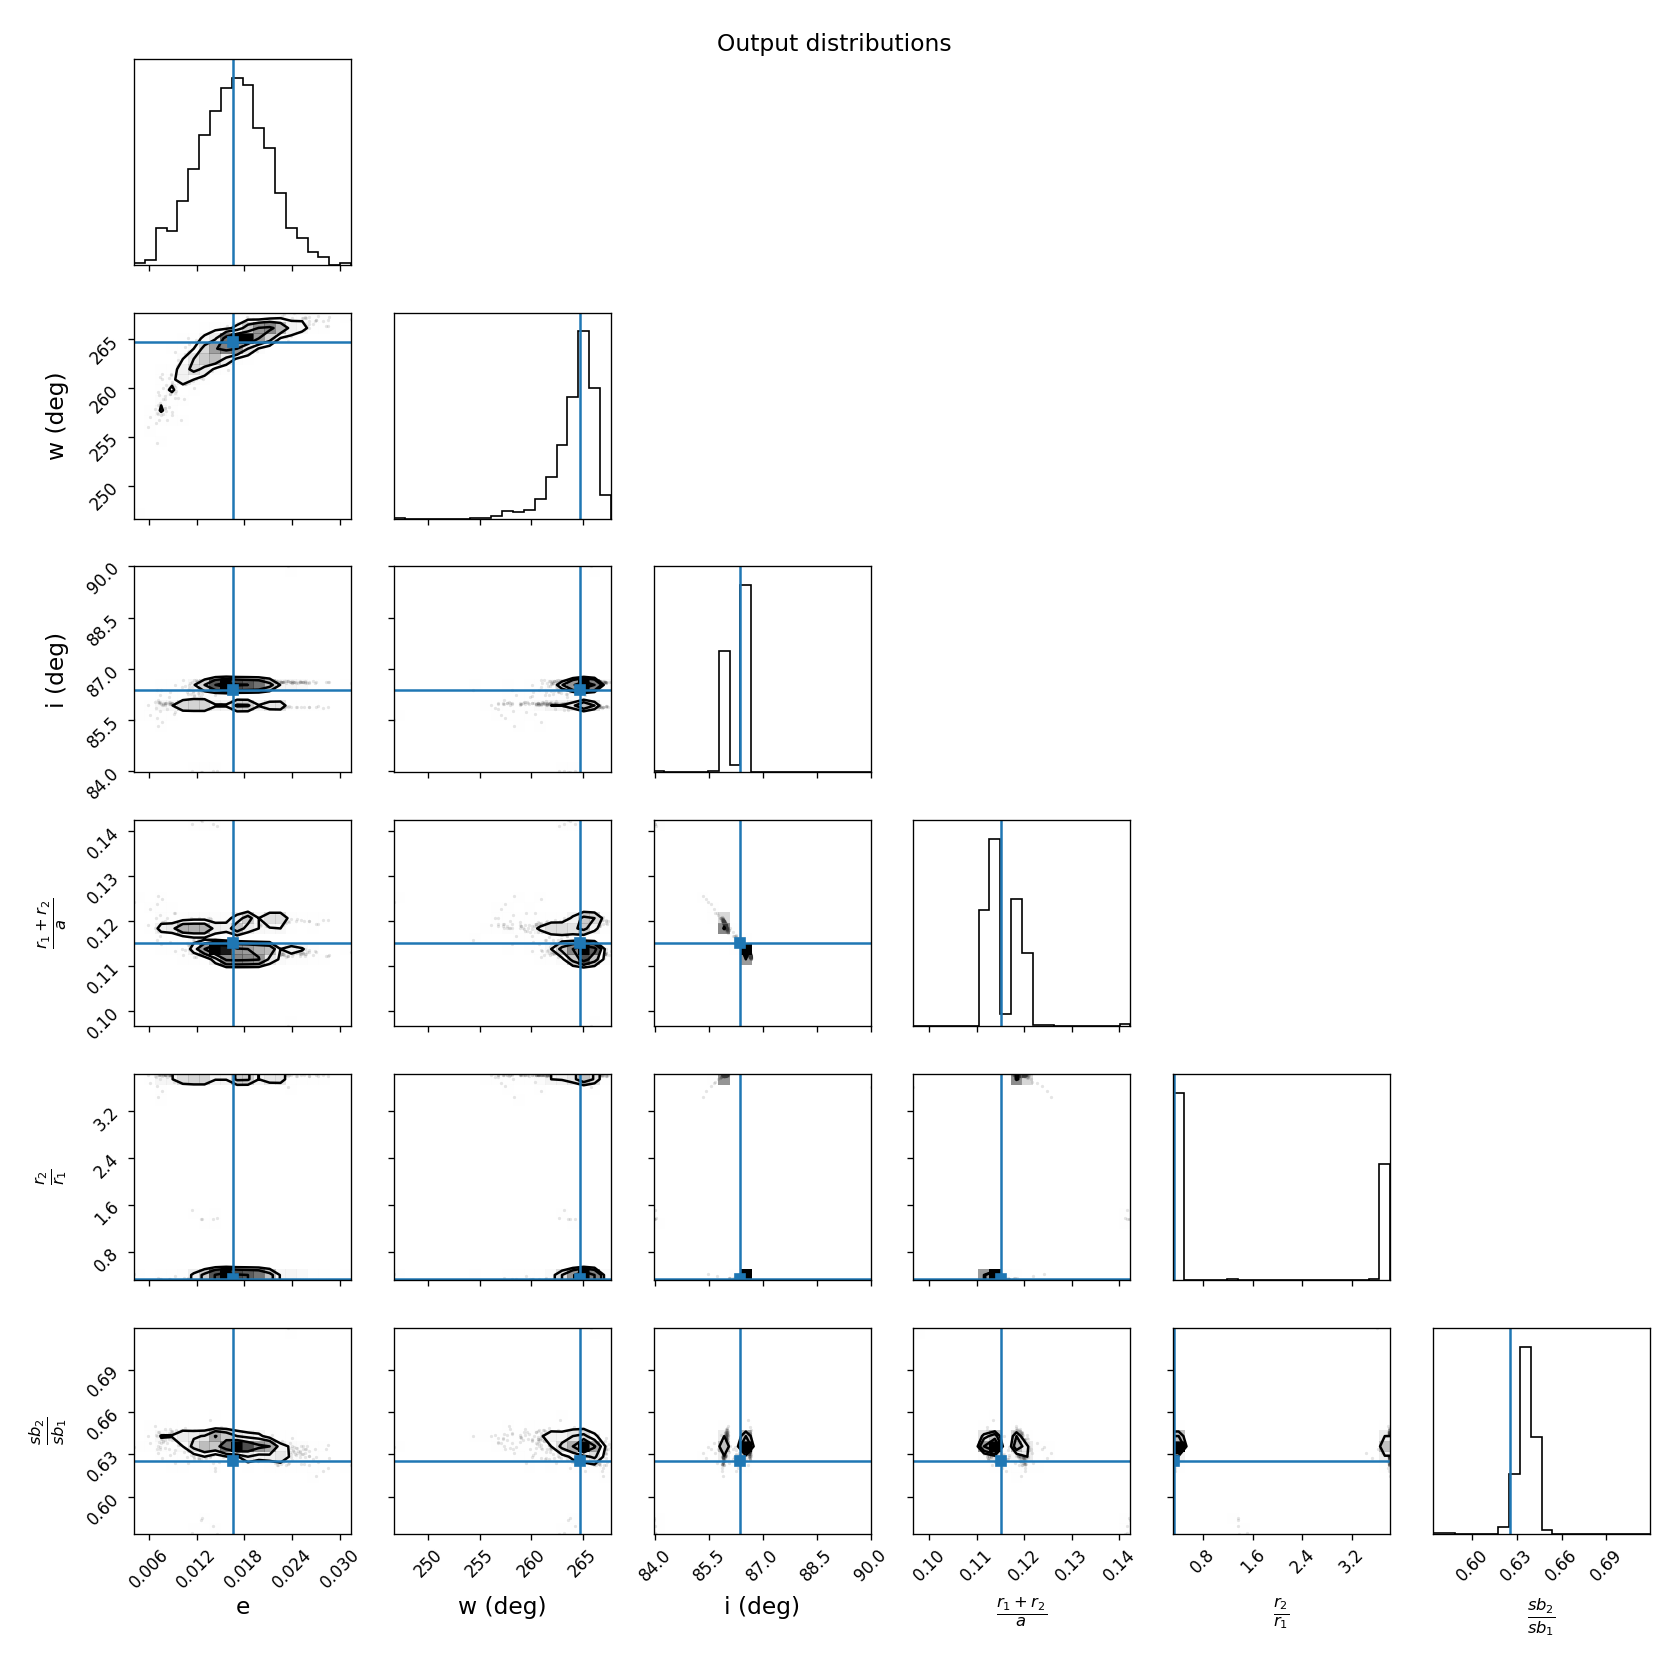 Output distributions
w (deg)
265
260
255
250
i (deg)
90.0
88.5
87.0
85.5
84.0
r₁ + r₂
a
0.14
0.13
0.12
0.11
0.10
r₂
r₁
3.2
2.4
1.6
0.8
sb₂
sb₁
0.69
0.66
0.63
0.60
0.006 0.012 0.018 0.024 0.030
250 255 260 265
84.0 85.5 87.0 88.5 90.0
0.10 0.11 0.12 0.13 0.14
0.8 1.6 2.4 3.2
0.60 0.63 0.66 0.69
e
w (deg)
i (deg)
r₁ + r₂
a
r₂
r₁
sb₂
sb₁